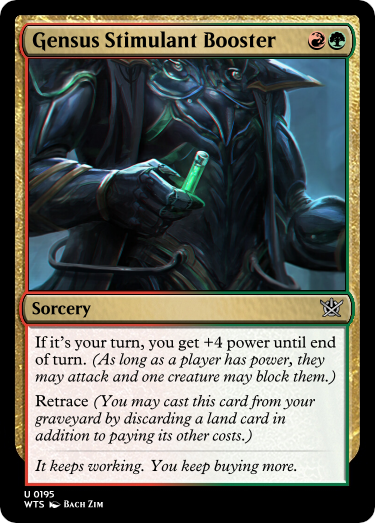 Gensus Stimulant Booster
Sorcery
If it's your turn, you get +4 power until end
of turn. (As long as a player has power, they
may attack and one creature may block them.)
Retrace (You may cast this card from your
graveyard by discarding a land card in
addition to paying its other costs.)
It keeps working. You keep buying more.
U 0195
WTS Bach Zim